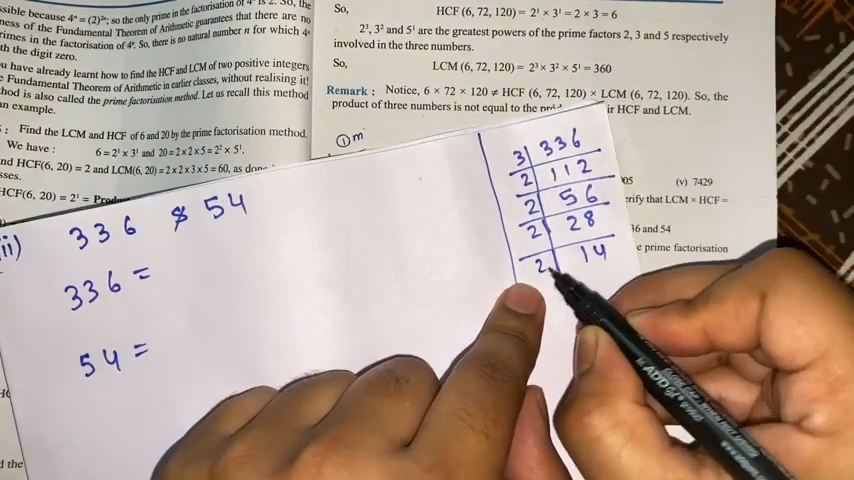 ssible because 4ⁿ = (2)²ⁿ; so the only prime in the factorisation of 4ⁿ is 2. So, the
ness of the Fundamental Theorem of Arithmetic guarantees that there are no
rimes in the factorisation of 4ⁿ. So, there is no natural number n for which 4ⁿ
th the digit zero.
u have already learnt how to find the HCF and LCM of two positive integers
e Fundamental Theorem of Arithmetic in earlier classes, without realising it!
hod is also called the prime factorisation method. Let us recall this method
an example.
: Find the LCM and HCF of 6 and 20 by the prime factorisation method.
We have : 6 = 2¹ × 3¹ and 20 = 2 × 2 × 5 = 2² × 5¹.
nd HCF(6, 20) = 2 and LCM(6, 20) = 2 × 2 × 3 × 5 = 60, as done
HCF(6, 20) = 2¹ =
So, HCF (6, 72, 120) = 2¹ × 3¹ = 2 × 3 = 6
2³, 3² and 5¹ are the greatest powers of the prime factors 2, 3 and 5 respectively
involved in the three numbers.
So, LCM (6, 72, 120) = 2³ × 3² × 5¹ = 360
Remark : Notice, 6 × 72 × 120 ≠ HCF (6, 72, 120) × LCM (6, 72, 120). So, the
product of three numbers is not equal to the
ir HCF and LCM.
05 (v) 7429
erify that LCM × HCF =
36 and 54
e prime factorisation
ii) 336 & 54
336 =
54 =
3 336
2 112
2 56
2 28
2 14